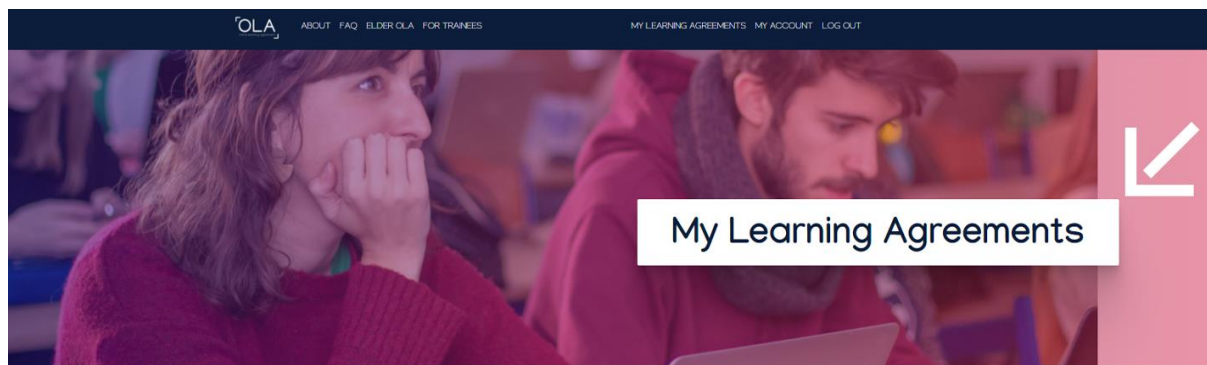 OLA
ABOUT FAQ ELDER OLA FOR TRAINEES
MY LEARNING AGREEMENTS MY ACCOUNT LOG OUT
My Learning Agreements